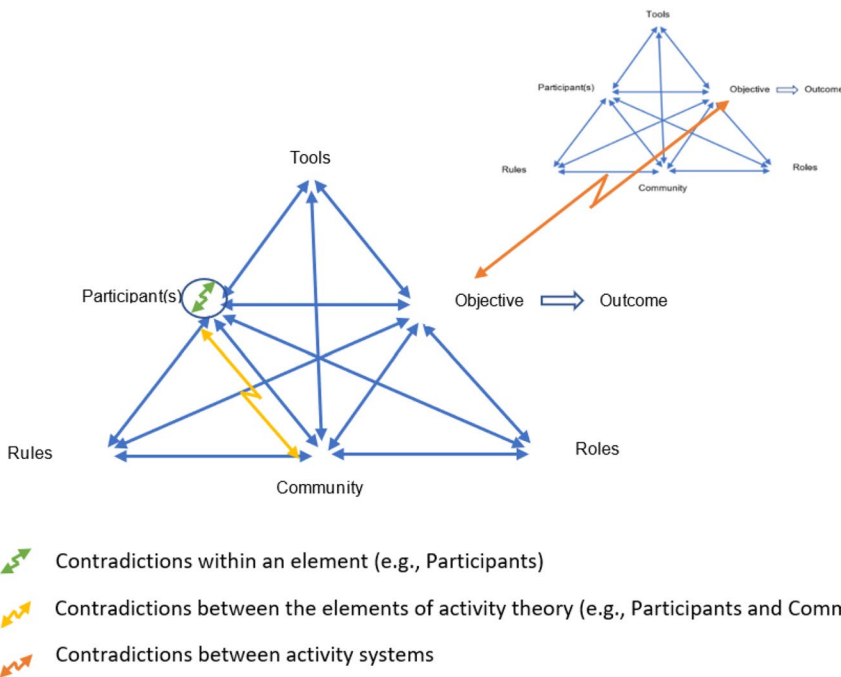 Tools
Participant(s)
Objective
Outcome
Rules
Roles
Community
Tools
Participant(s)
Objective
Outcome
Rules
Roles
Community
Contradictions within an element (e.g., Participants)
Contradictions between the elements of activity theory (e.g., Participants and Comm
Contradictions between activity systems